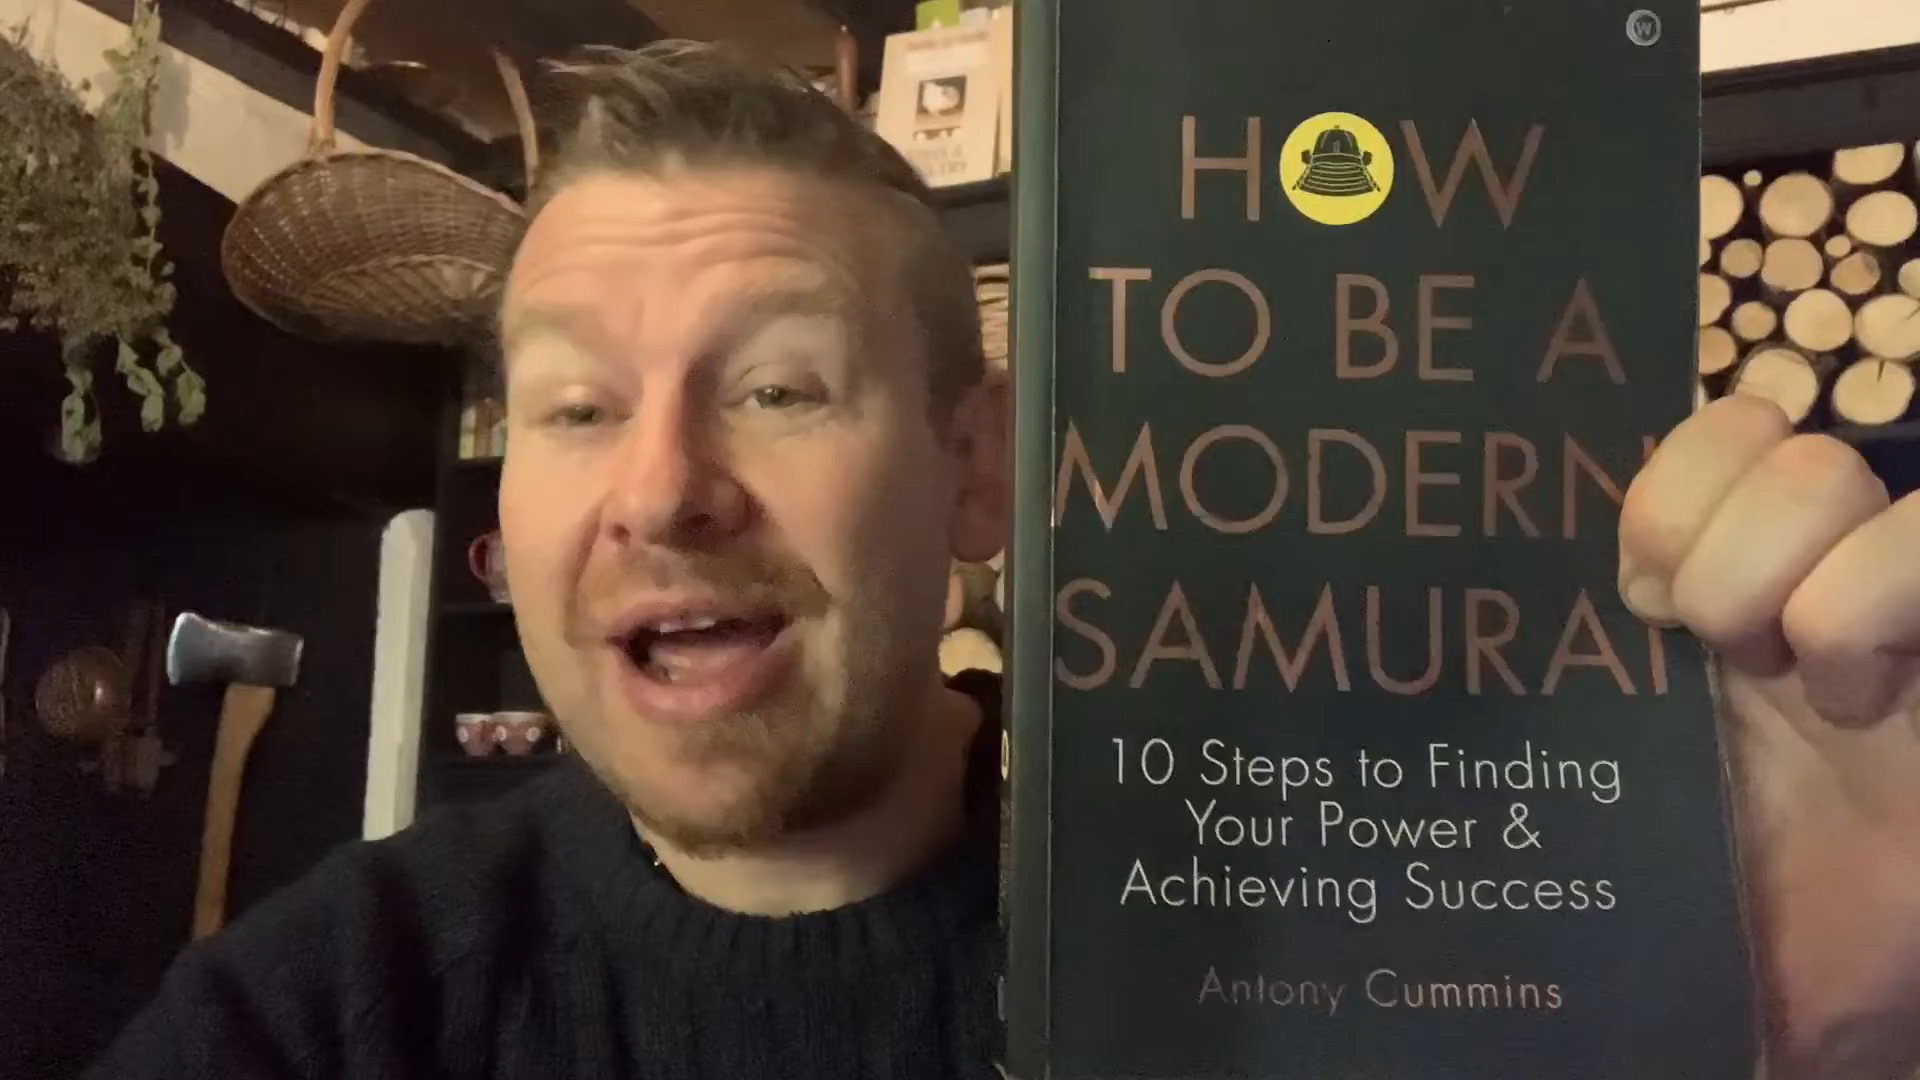 W
HOW
TO BE A
MODERN
SAMURAI
10 Steps to Finding
Your Power &
Achieving Success
Antony Cummins